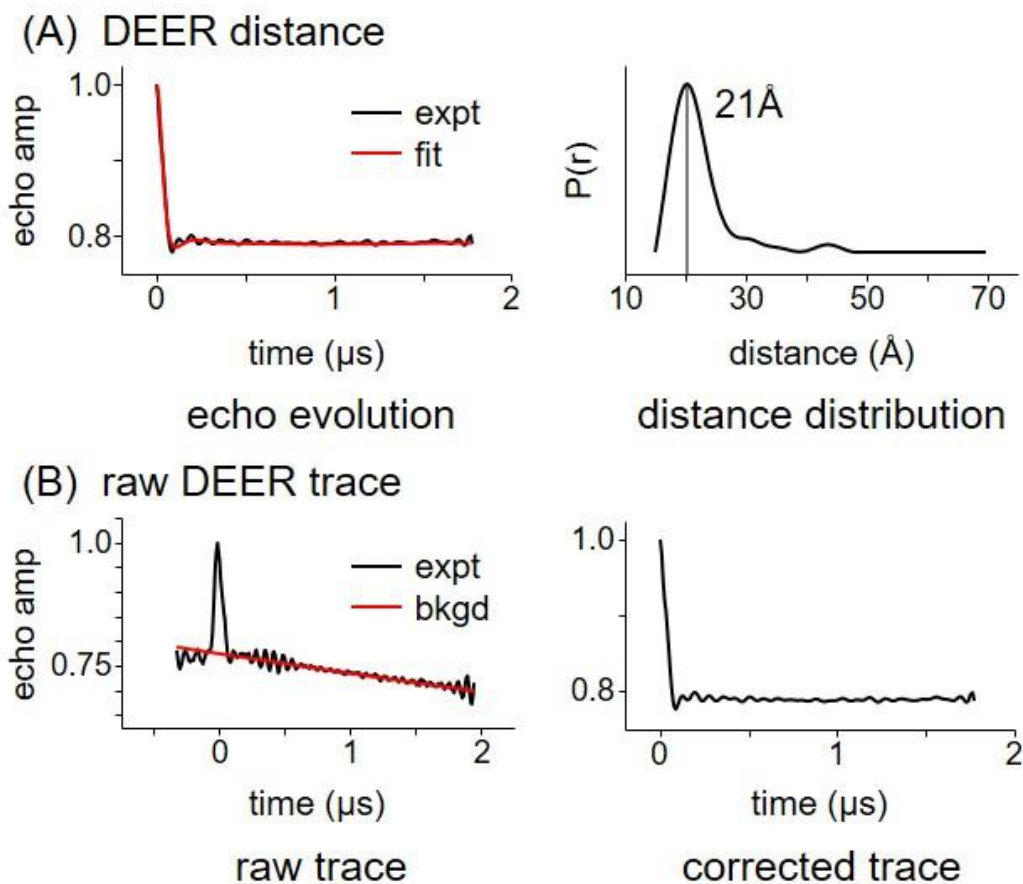 (A) DEER distance
echo amp
1.0
0.8
expt
fit
0
1
2
time (µs)
echo evolution
P(r)
21Å
10
30
50
70
distance (Å)
distance distribution
(B) raw DEER trace
echo amp
1.0
0.75
expt
bkgd
0
1
2
time (µs)
raw trace
1.0
0.8
0
1
2
time (µs)
corrected trace